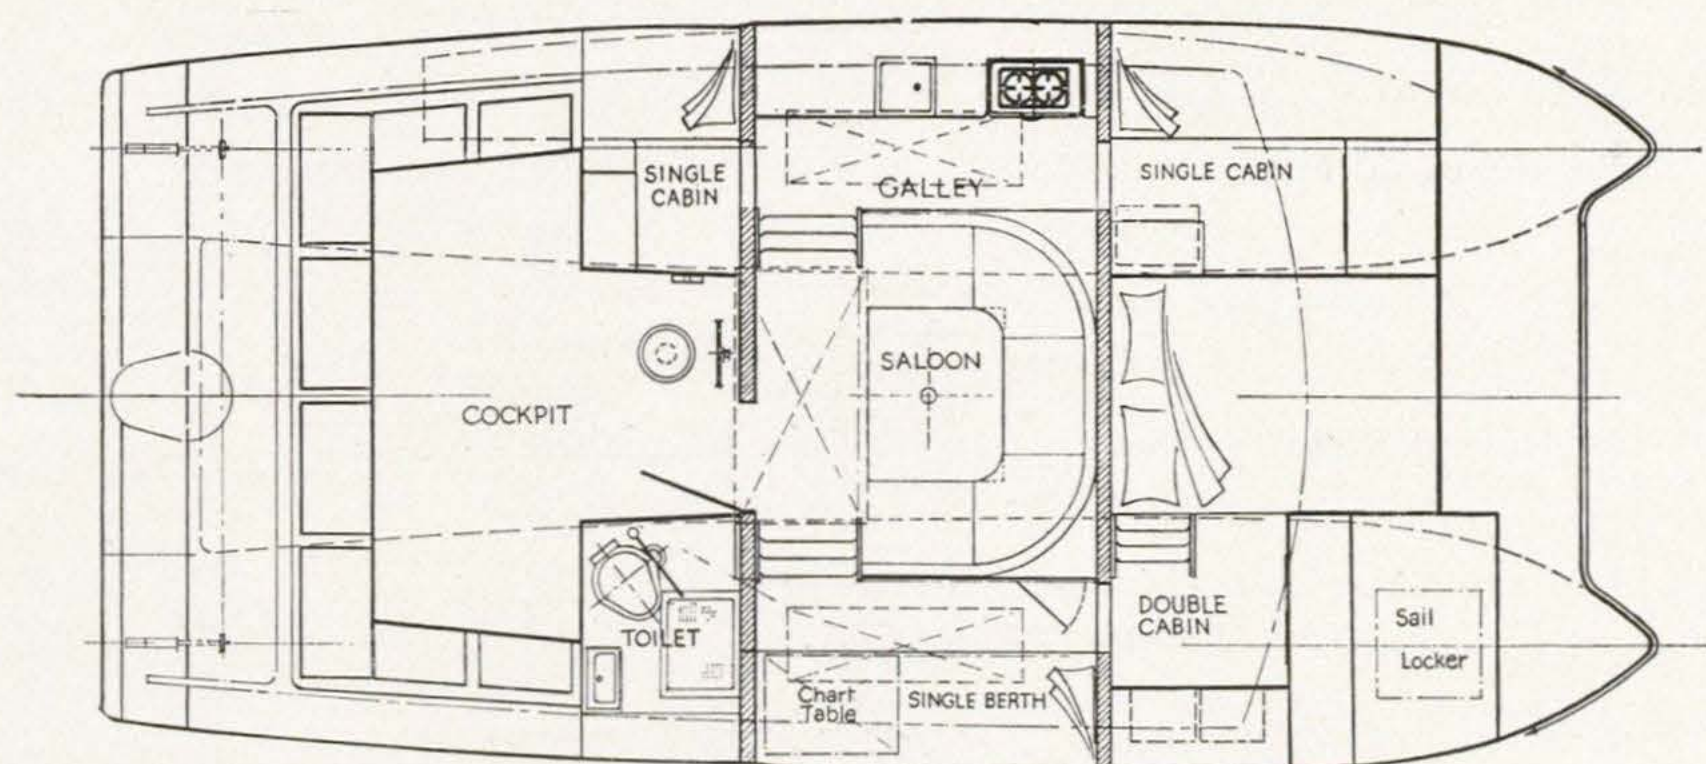 SINGLE
CABIN
GALLEY
SINGLE CABIN
SALOON
COCKPIT
TOILET
Chart
Table
SINGLE BERTH
DOUBLE
CABIN
Sail
Locker